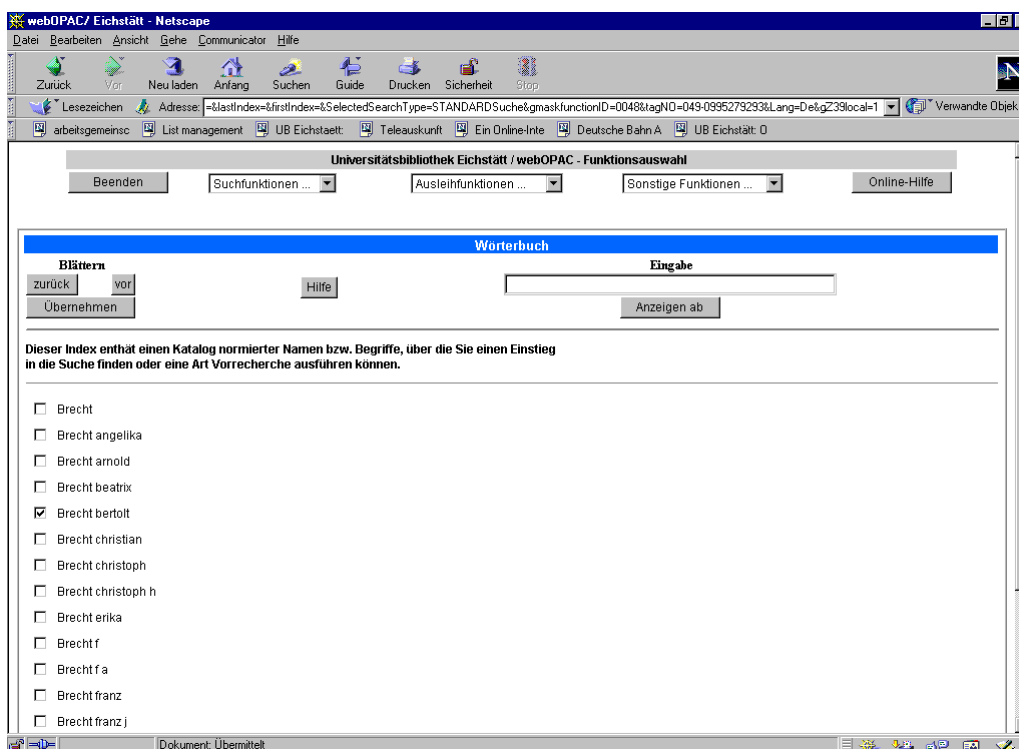 webOPAC/ Eichstätt - Netscape
Datei Bearbeiten Ansicht Gehe Communicator Hilfe
Zurück Vor Neu laden Anfang Suchen Guide Drucken Sicherheit Stop
Lesezeichen Adresse: =&lastIndex=&firstIndex=&SelectedSearchType=STANDARDSuche&gmaskfunctionID=0048&tagNO=049-0995279293&Lang=De&gZ39local=1 Verwandte Objek
arbeitsgemeinsc List management UB Eichstaett: Teleauskunft Ein Online-Inte Deutsche Bahn A UB Eichstätt: O
Universitätsbibliothek Eichstätt / webOPAC - Funktionsauswahl
Beenden Suchfunktionen ... Ausleihfunktionen ... Sonstige Funktionen ... Online-Hilfe
Wörterbuch
Blättern Eingabe
zurück vor Hilfe
Übernehmen Anzeigen ab
Dieser Index enthät einen Katalog normierter Namen bzw. Begriffe, über die Sie einen Einstieg
in die Suche finden oder eine Art Vorrecherche ausführen können.
Brecht
Brecht angelika
Brecht arnold
Brecht beatrix
Brecht bertolt
Brecht christian
Brecht christoph
Brecht christoph h
Brecht erika
Brecht f
Brecht f a
Brecht franz
Brecht franz j
Dokument: Übermittelt